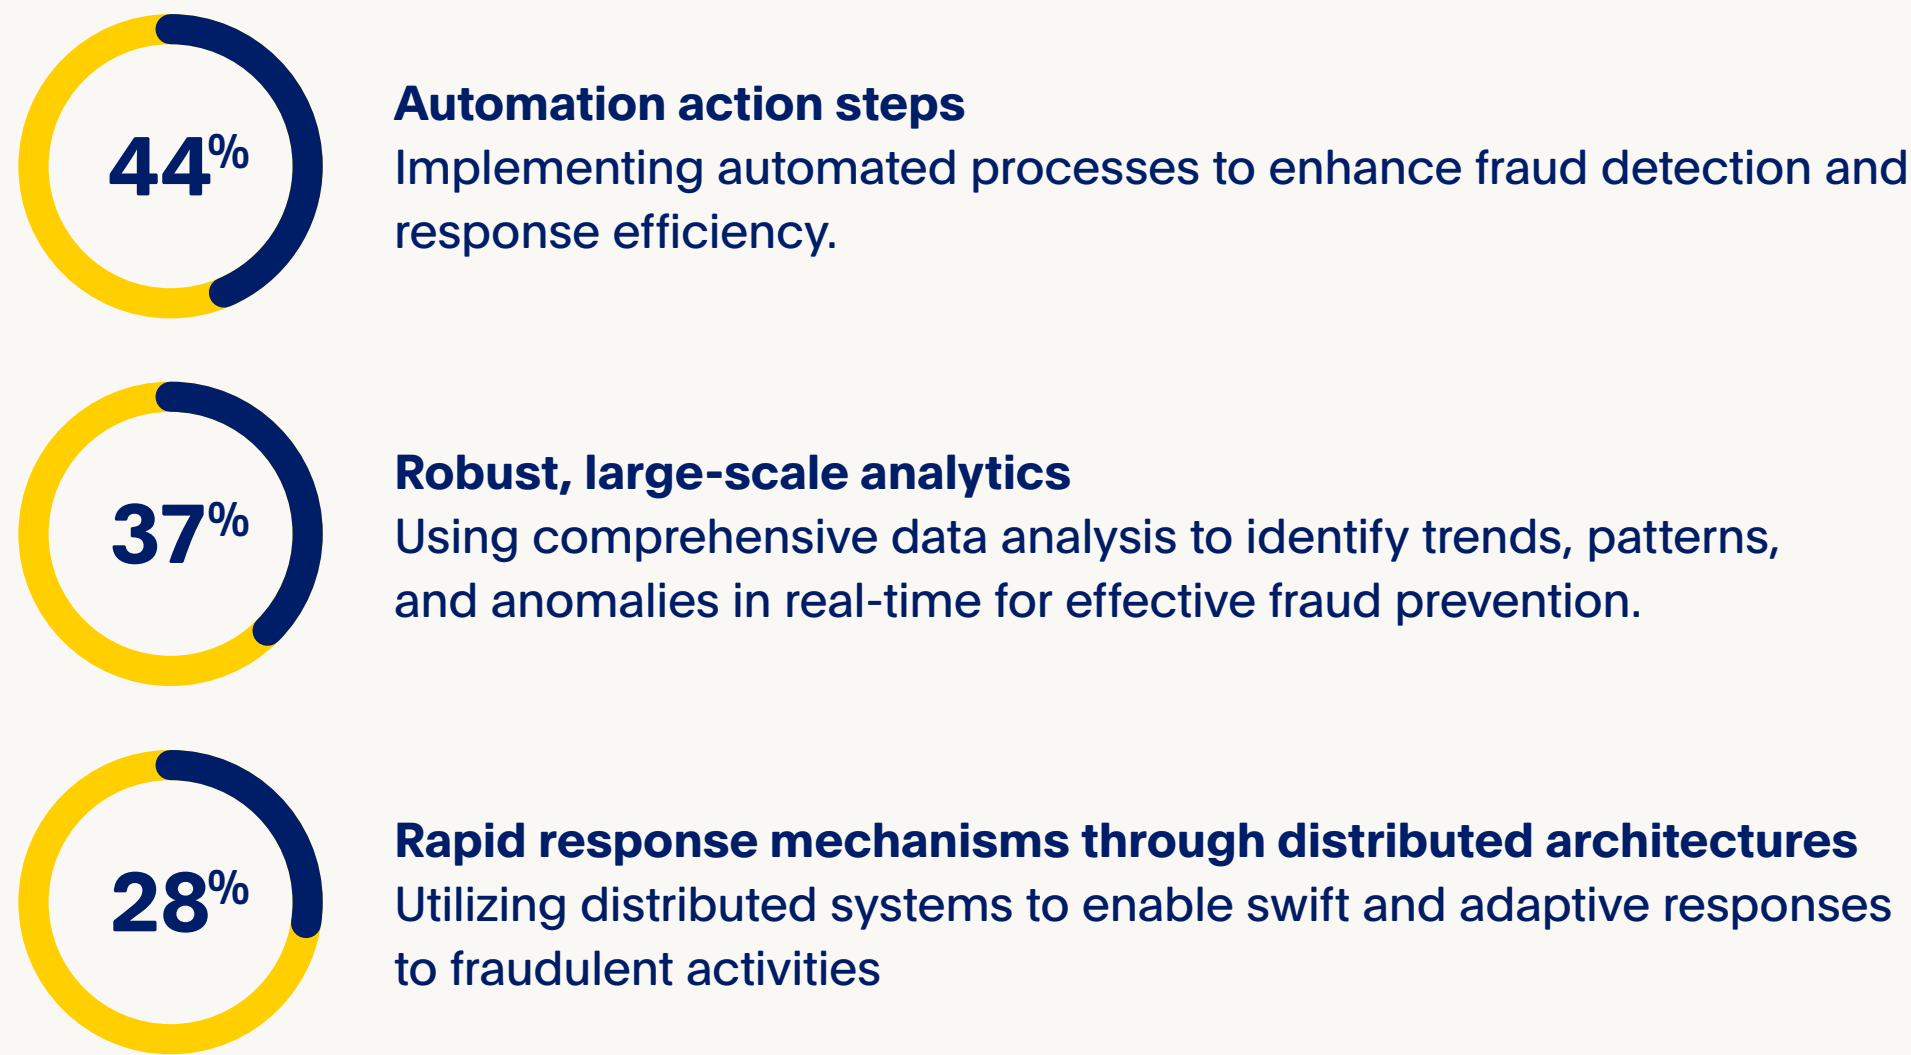 44%
Automation action steps
Implementing automated processes to enhance fraud detection and
response efficiency.
37%
Robust, large-scale analytics
Using comprehensive data analysis to identify trends, patterns,
and anomalies in real-time for effective fraud prevention.
28%
Rapid response mechanisms through distributed architectures
Utilizing distributed systems to enable swift and adaptive responses
to fraudulent activities